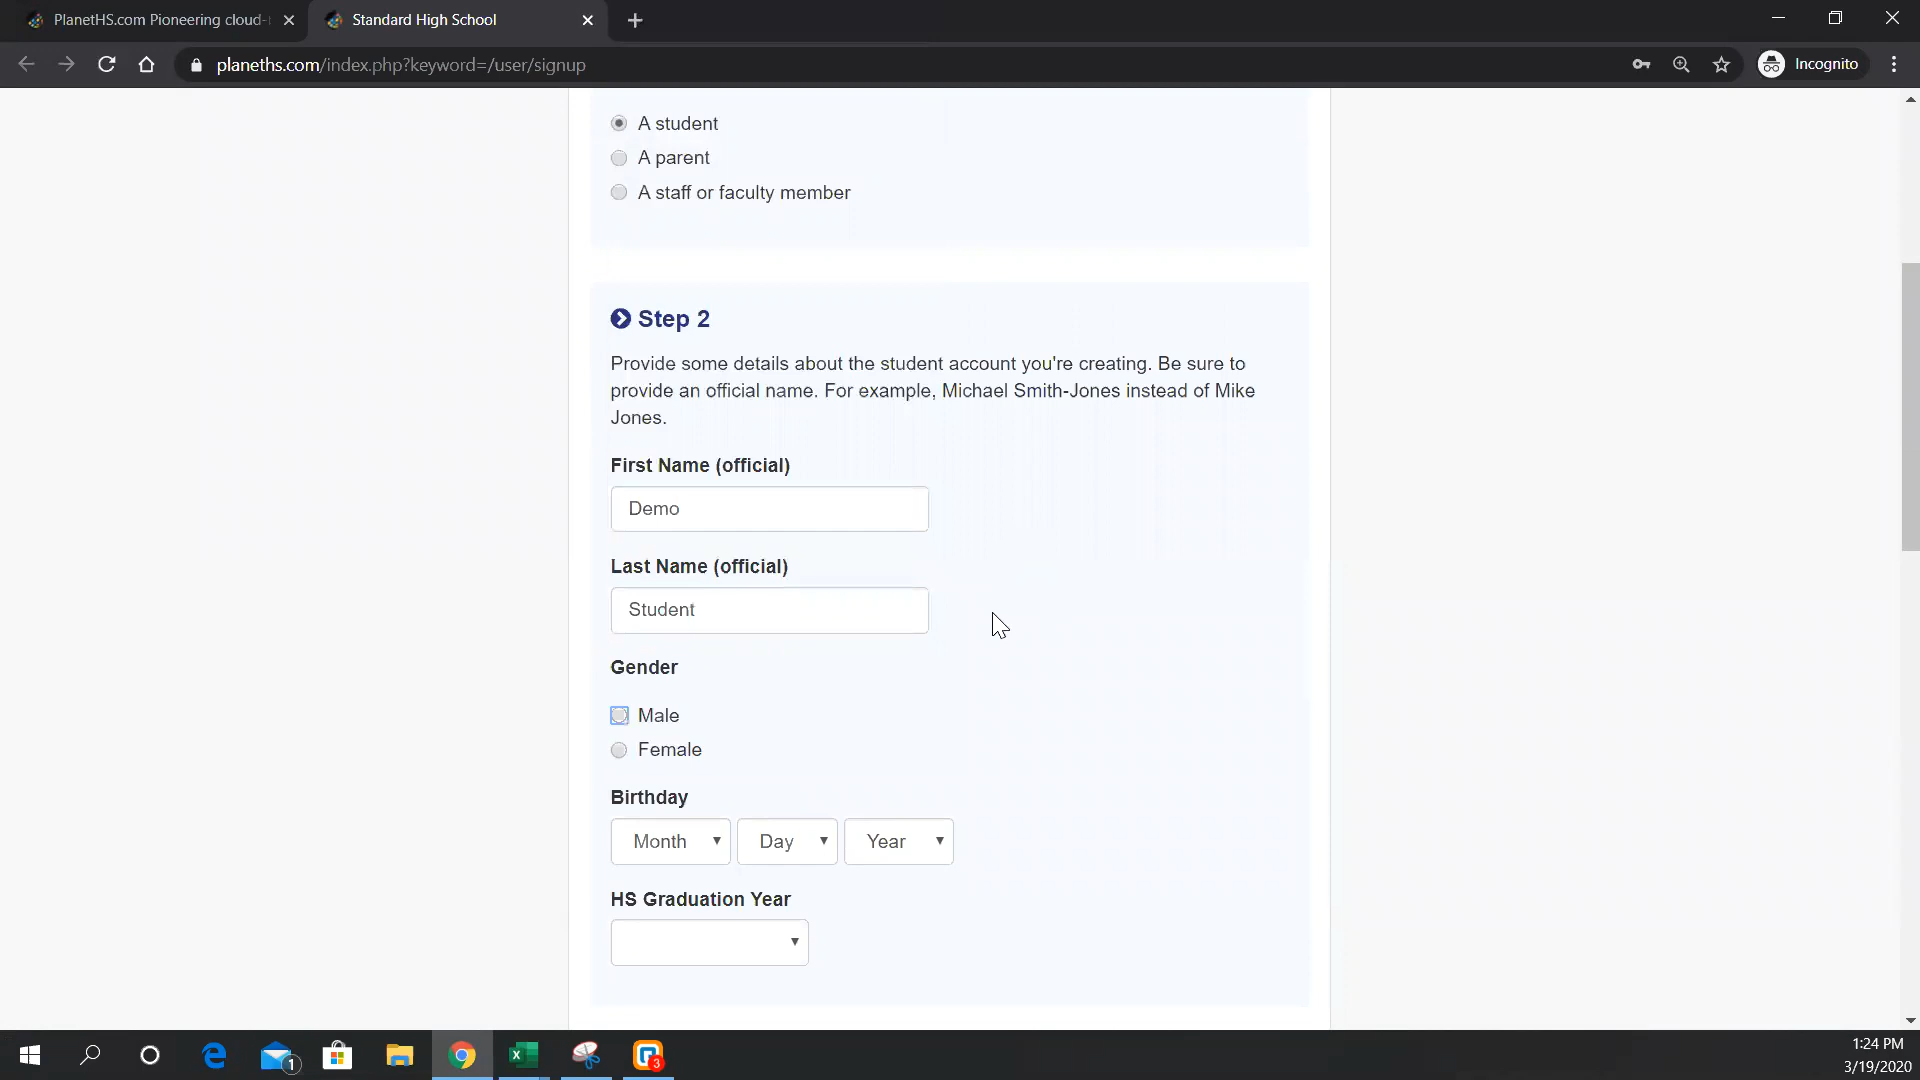 PlanetHS.com Pioneering cloud-
Standard High School
planeths.com/index.php?keyword=/user/signup
Incognito
A student
A parent
A staff or faculty member
Step 2
Provide some details about the student account you're creating. Be sure to
provide an official name. For example, Michael Smith-Jones instead of Mike
Jones.
First Name (official)
Demo
Last Name (official)
Student
Gender
Male
Female
Birthday
Month Day Year
HS Graduation Year
1
3
1:24 PM
3/19/2020